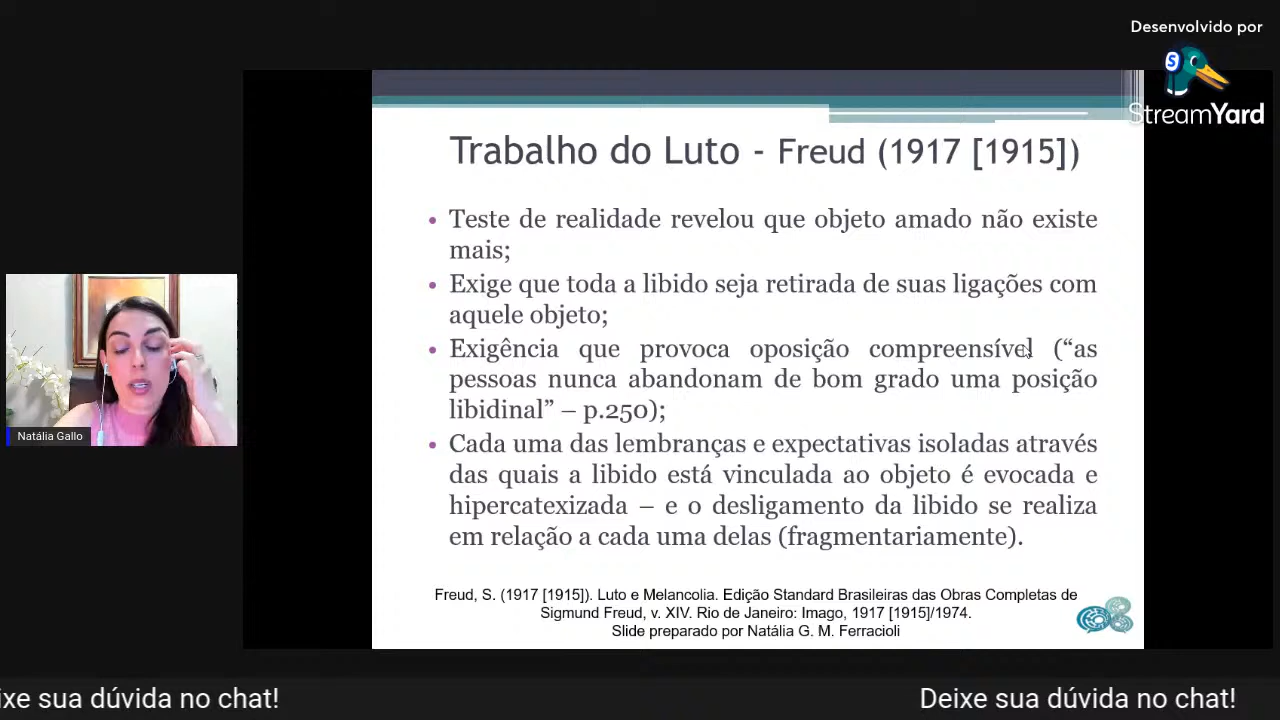 Desenvolvido por
StreamYard
Trabalho do Luto - Freud (1917 [1915])
• Teste de realidade revelou que objeto amado não existe
mais;
• Exige que toda a libido seja retirada de suas ligações com
aquele objeto;
• Exigência que provoca oposição compreensível (“as
pessoas nunca abandonam de bom grado uma posição
libidinal” – p.250);
• Cada uma das lembranças e expectativas isoladas através
das quais a libido está vinculada ao objeto é evocada e
hipercatexizada – e o desligamento da libido se realiza
em relação a cada uma delas (fragmentariamente).
Freud, S. (1917 [1915]). Luto e Melancolia. Edição Standard Brasileiras das Obras Completas de
Sigmund Freud, v. XIV. Rio de Janeiro: Imago, 1917 [1915]/1974.
Slide preparado por Natália G. M. Ferracioli
Natália Gallo
ixe sua dúvida no chat! Deixe sua dúvida no chat!